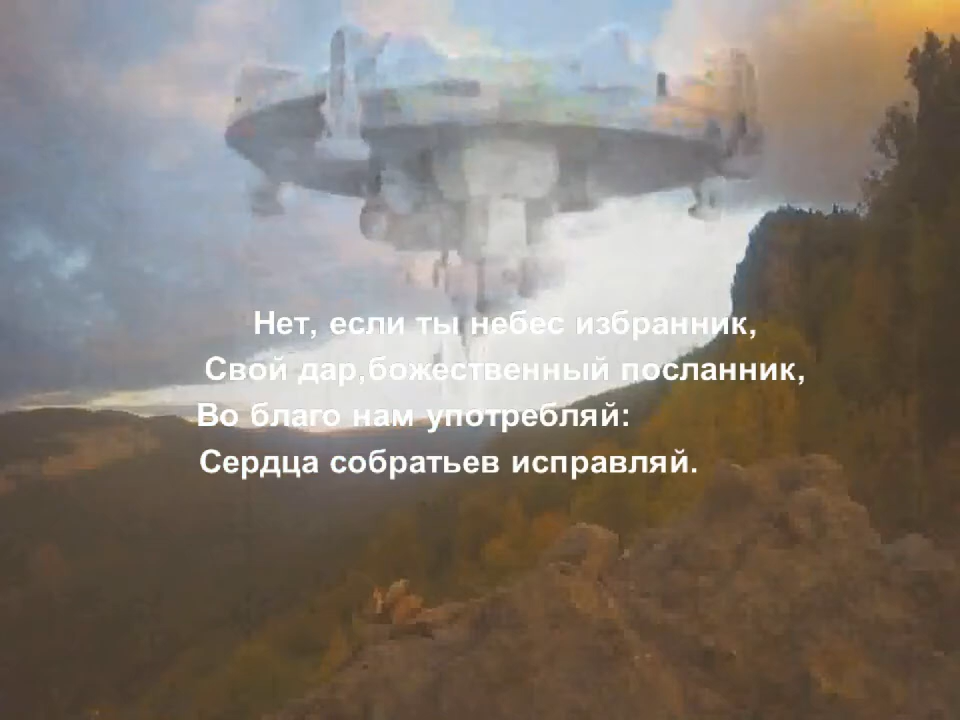 Нет, если ты небес избранник,
Свой дар,божественный посланник,
Во благо нам употребляй:
Сердца собратьев исправляй.